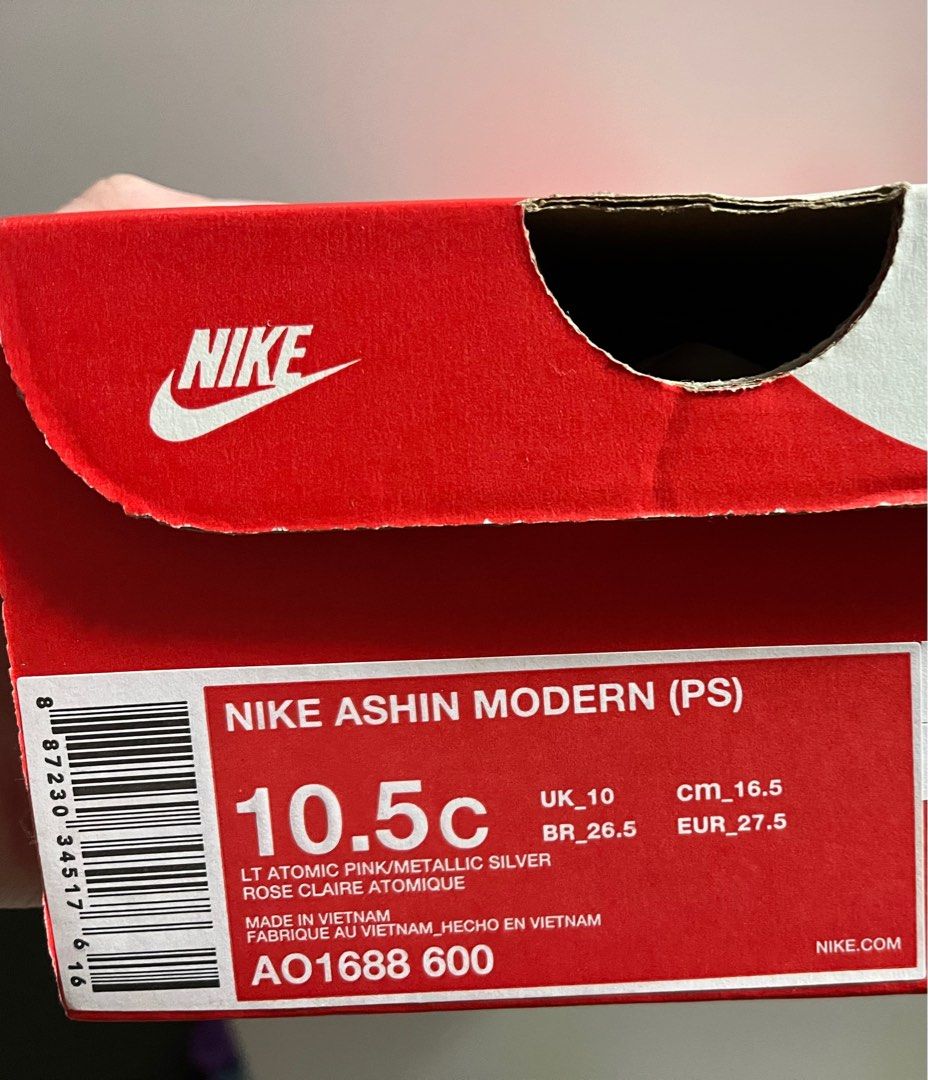 NIKE
NIKE ASHIN MODERN (PS)
10.5C
UK_10
cm_16.5
BR_26.5
EUR_27.5
LT ATOMIC PINK/METALLIC SILVER
ROSE CLAIRE ATOMIQUE
MADE IN VIETNAM
FABRIQUE AU VIETNAM_HECHO EN VIETNAM
AO1688 600
NIKE.COM
8 87230 34517 6 16